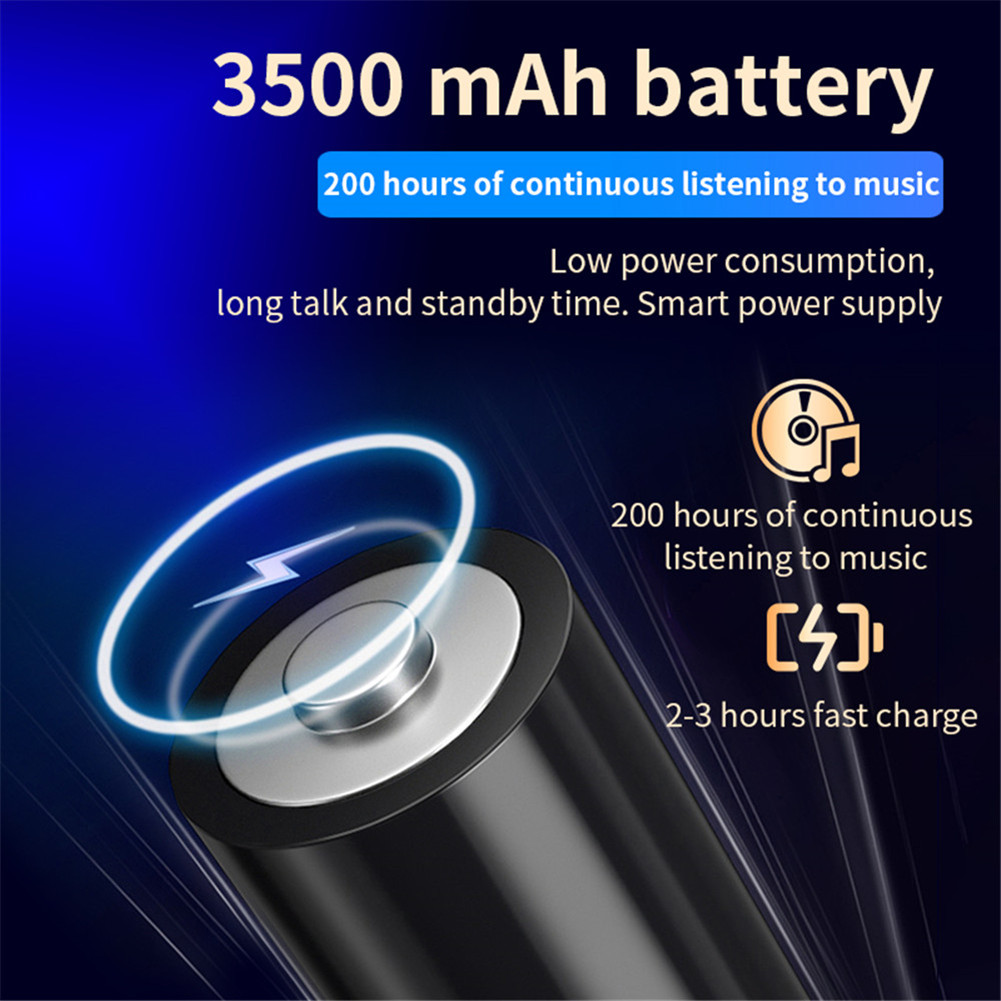 3500 mAh battery
200 hours of continuous listening to music
Low power consumption,
long talk and standby time. Smart power supply
200 hours of continuous
listening to music
2-3 hours fast charge